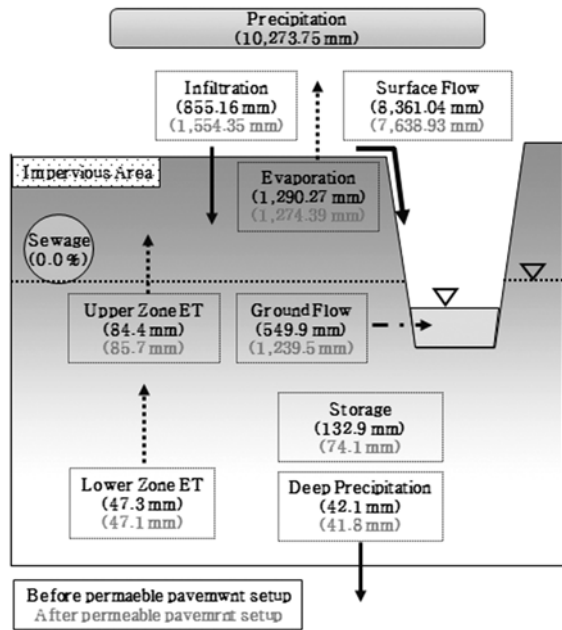 Precipitation
(10,273.75 mm)
Infiltration
(855.16 mm)
(1,554.35 mm)
Surface Flow
(8,361.04 mm)
(7,638.93 mm)
Impervious Area
Evaporation
(1,290.27 mm)
(1,274.39 mm)
Sewage
(0.0 %)
Upper Zone ET
(84.4 mm)
(85.7 mm)
Ground Flow
(549.9 mm)
(1,239.5 mm)
Storage
(132.9 mm)
(74.1 mm)
Lower Zone ET
(47.3 mm)
(47.1 mm)
Deep Precipitation
(42.1 mm)
(41.8 mm)
Before permaeble pavemwnt setup
After permeable pavemrnt setup